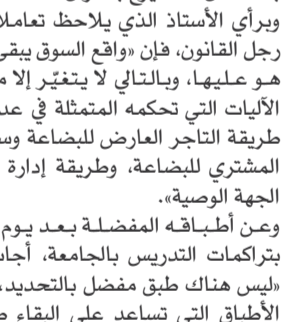 وبرأي الأستاذ الذي يلاحظ تعاملا
رجل القانون، فإن «واقع السوق يبقى
هو عليها، وبالتالي لا يتغيّر إلا
الآليات التي تحكمه المتمثلة في عد
طريقة التاجر العارض للبضاعة وس
المشتري للبضاعة، وطريقة إدارة
الجهة الوصية».
وعن أطباقه المفضلة بعد يوم
بتراكمات التدريس بالجامعة، أجا
«ليس هناك طبق مفضل بالتحديد،
الأطباق التي تساعد على البقاء